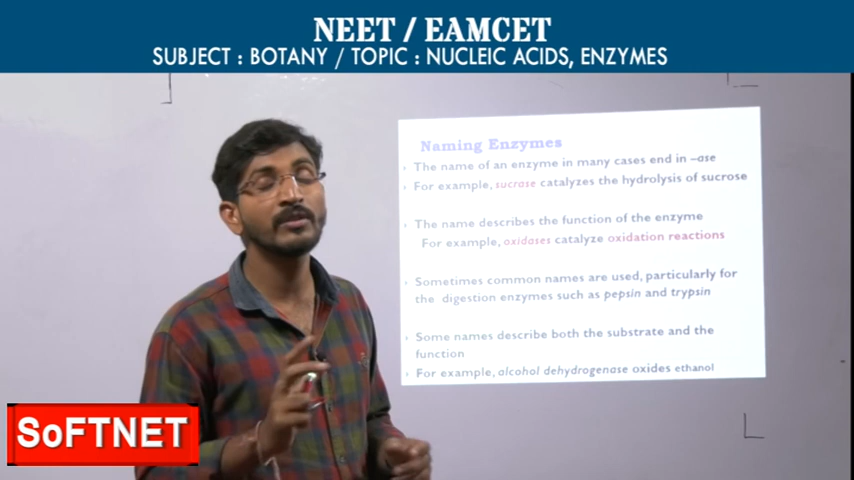 NEET / EAMCET
SUBJECT : BOTANY / TOPIC : NUCLEIC ACIDS, ENZYMES
Naming Enzymes
› The name of an enzyme in many cases end in –ase
› For example, sucrase catalyzes the hydrolysis of sucrose
› The name describes the function of the enzyme
For example, oxidases catalyze oxidation reactions
› Sometimes common names are used, particularly for
the digestion enzymes such as pepsin and trypsin
› Some names describe both the substrate and the
function
› For example, alcohol dehydrogenase oxides ethanol
SoFTNET